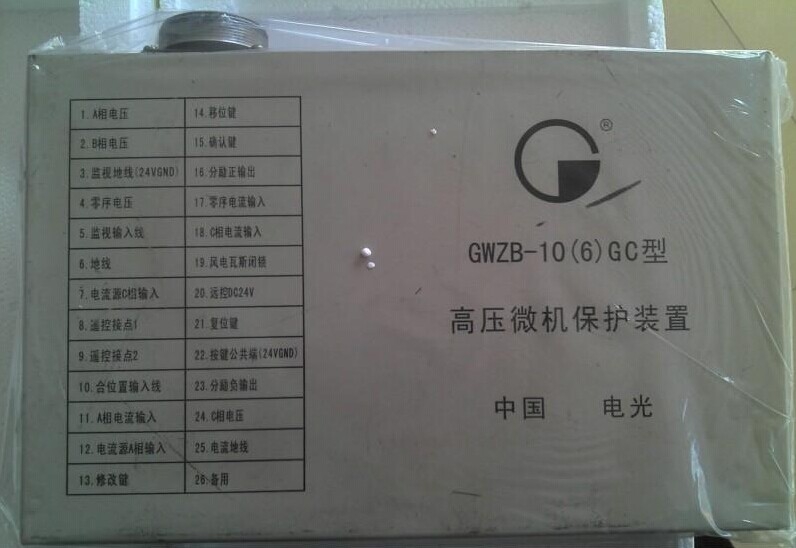 1. A相电压
2. B相电压
3. 监视地线(24VGND)
4. 零序电压
5. 监视输入线
6. 地线
7. 电流源C相输入
8. 遥控接点1
9. 遥控接点2
10. 合位置输入线
11. A相电流输入
12. 电流源A相输入
13. 修改键
14. 移位键
15. 确认键
16. 分励正输出
17. 零序电流输入
18. C相电流输入
19. 风电瓦斯闭锁
20. 远控DC24V
21. 复位键
22. 按键公共端(24VGND)
23. 分励负输出
24. C相电压
25. 电流地线
26. 备用
®
GWZB-10(6)GC型
高压微机保护装置
中国 电光